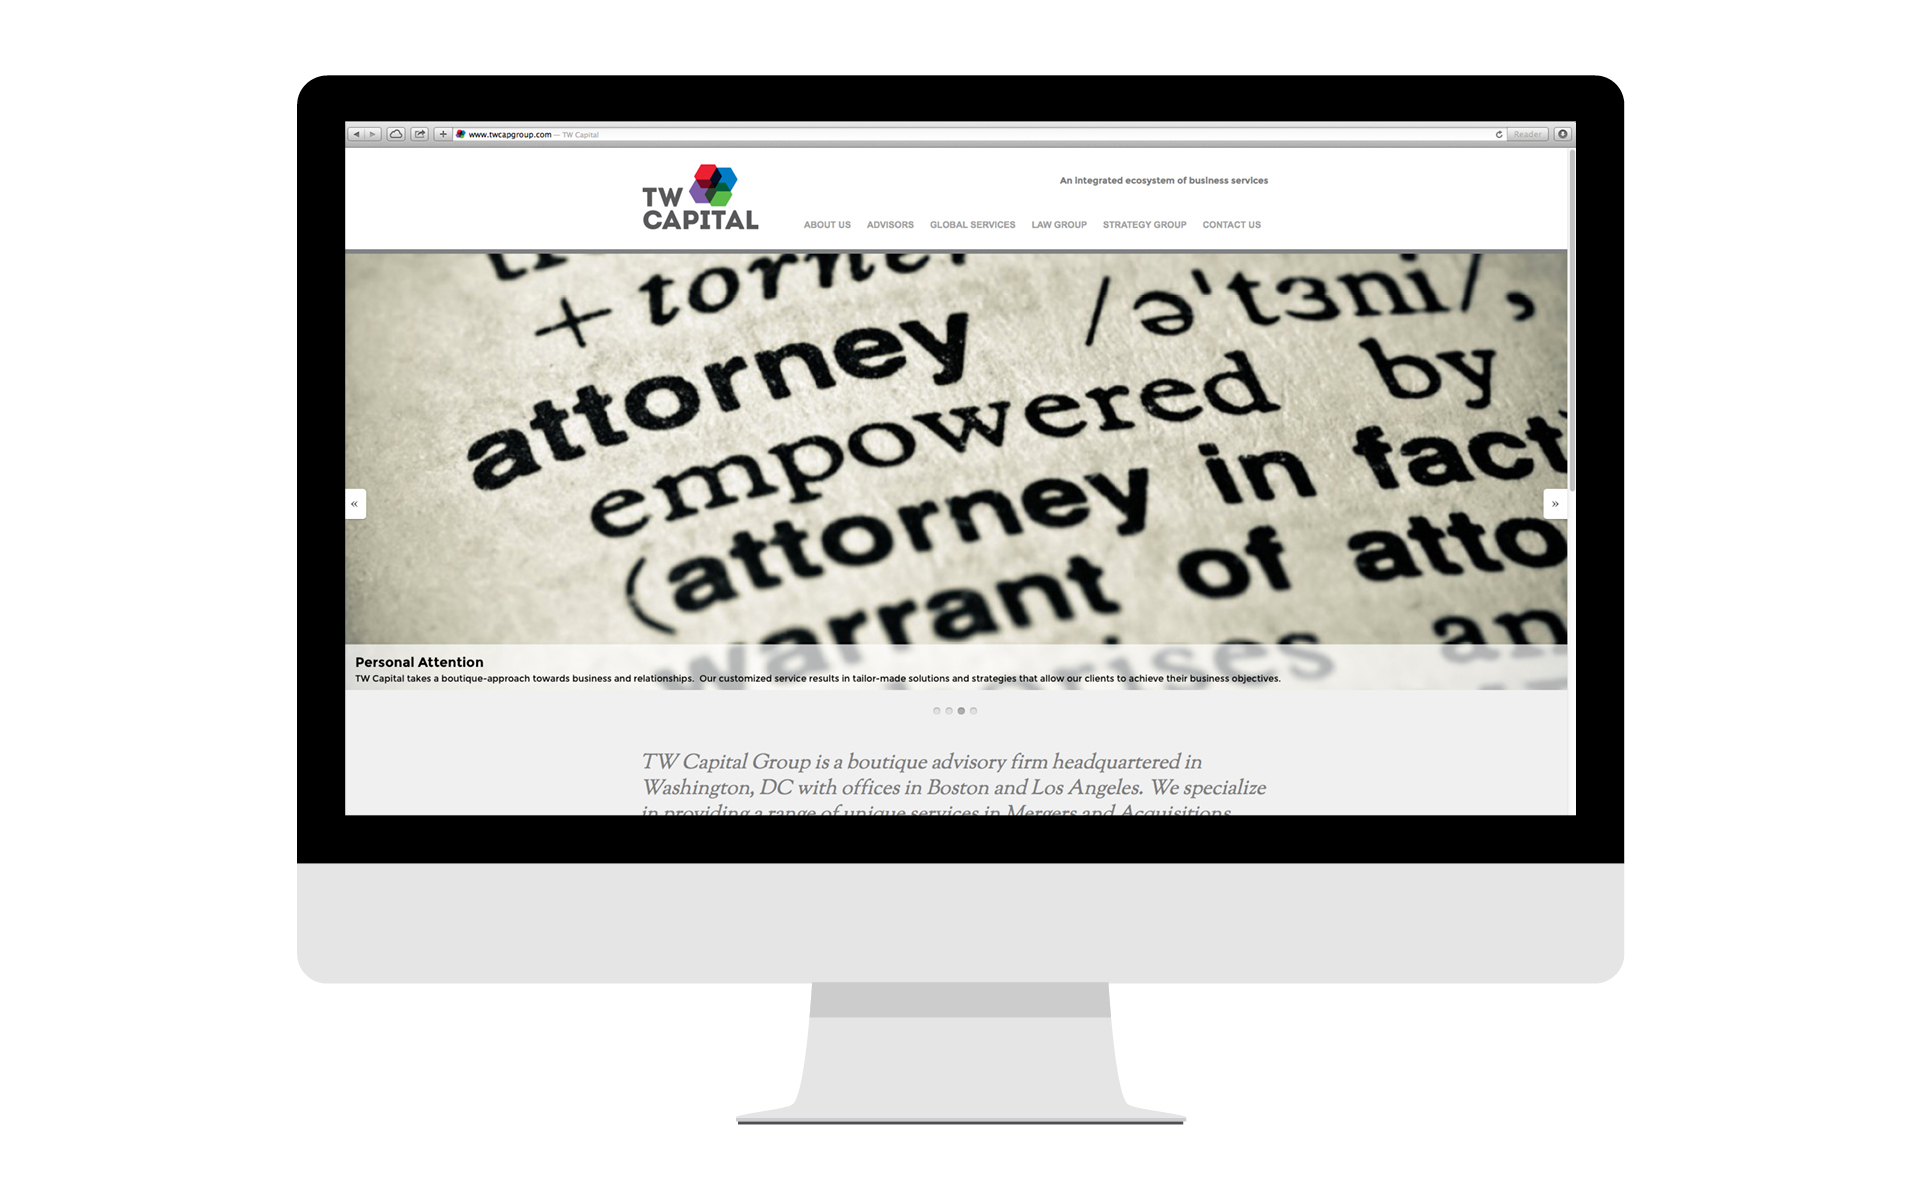 www.twcapgroup.com — TW Capital
Reader
An integrated ecosystem of business services
TW
CAPITAL
ABOUT US ADVISORS GLOBAL SERVICES LAW GROUP STRATEGY GROUP CONTACT US
attorney /ə'tɜni/,
empowered by
(attorney in fact
warrant of atto
an
«
»
Personal Attention
TW Capital takes a boutique-approach towards business and relationships. Our customized service results in tailor-made solutions and strategies that allow our clients to achieve their business objectives.
TW Capital Group is a boutique advisory firm headquartered in
Washington, DC with offices in Boston and Los Angeles. We specialize
in providing a range of unique services in Mergers and Acquisitions